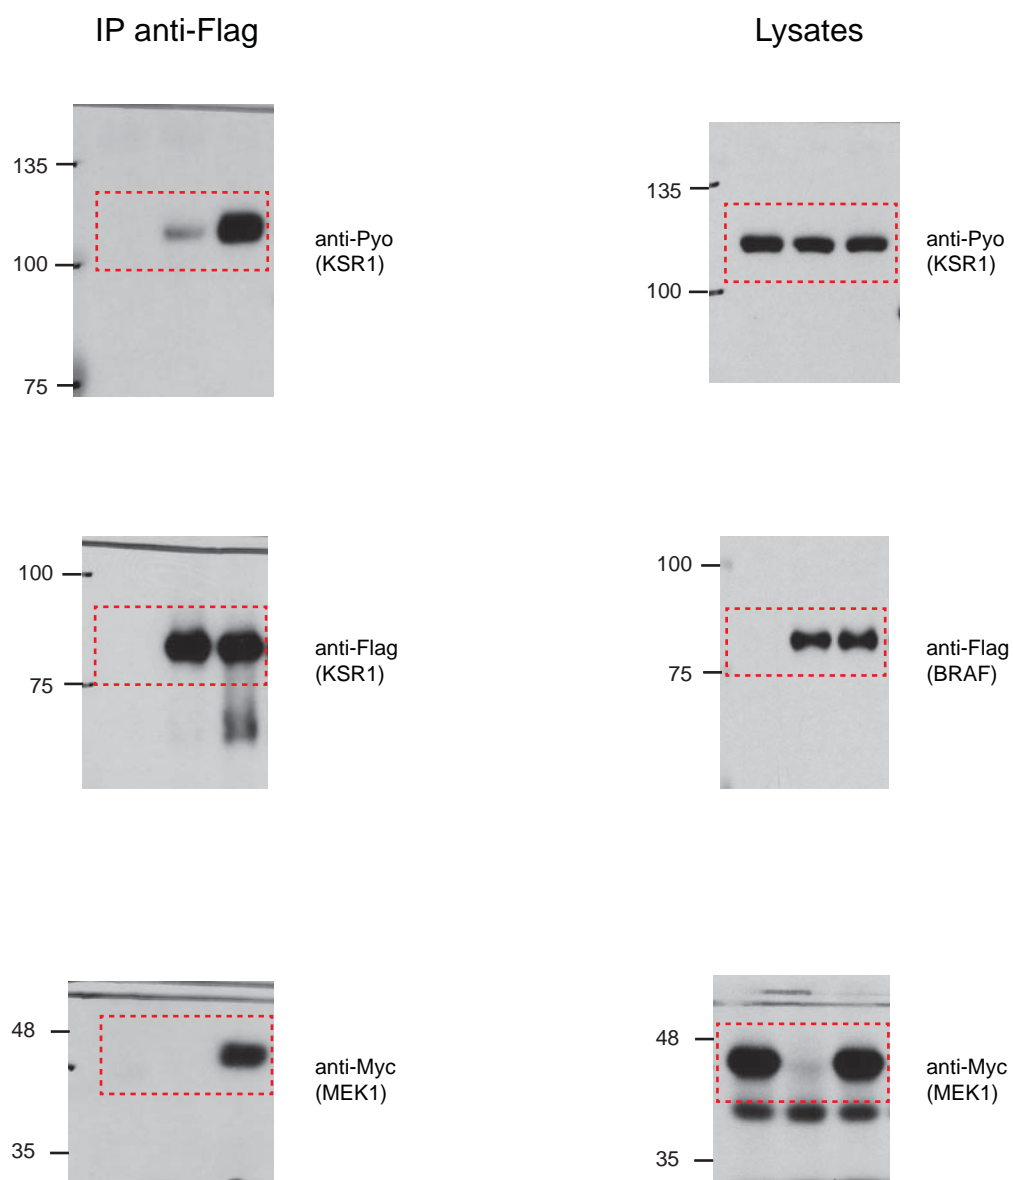 IP anti-Flag
Lysates
135
100
75
anti-Pyo
(KSR1)
135
100
anti-Pyo
(KSR1)
100
75
anti-Flag
(KSR1)
100
75
anti-Flag
(BRAF)
48
35
anti-Myc
(MEK1)
48
35
anti-Myc
(MEK1)